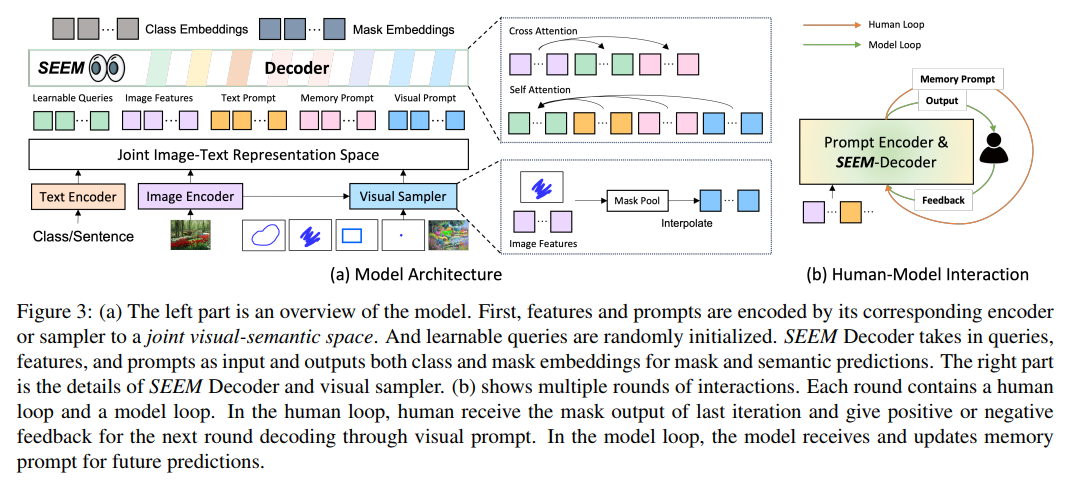 Class Embeddings
Mask Embeddings
SEEM
Decoder
Learnable Queries
Image Features
Text Prompt
Memory Prompt
Visual Prompt
Joint Image-Text Representation Space
Text Encoder
Image Encoder
Visual Sampler
Class/Sentence
Cross Attention
Self Attention
Mask Pool
Image Features
Interpolate
(a) Model Architecture
Human Loop
Model Loop
Memory Prompt
Output
Prompt Encoder &
SEEM-Decoder
Feedback
(b) Human-Model Interaction
Figure 3: (a) The left part is an overview of the model. First, features and prompts are encoded by its corresponding encoder
or sampler to a joint visual-semantic space. And learnable queries are randomly initialized. SEEM Decoder takes in queries,
features, and prompts as input and outputs both class and mask embeddings for mask and semantic predictions. The right part
is the details of SEEM Decoder and visual sampler. (b) shows multiple rounds of interactions. Each round contains a human
loop and a model loop. In the human loop, human receive the mask output of last iteration and give positive or negative
feedback for the next round decoding through visual prompt. In the model loop, the model receives and updates memory
prompt for future predictions.